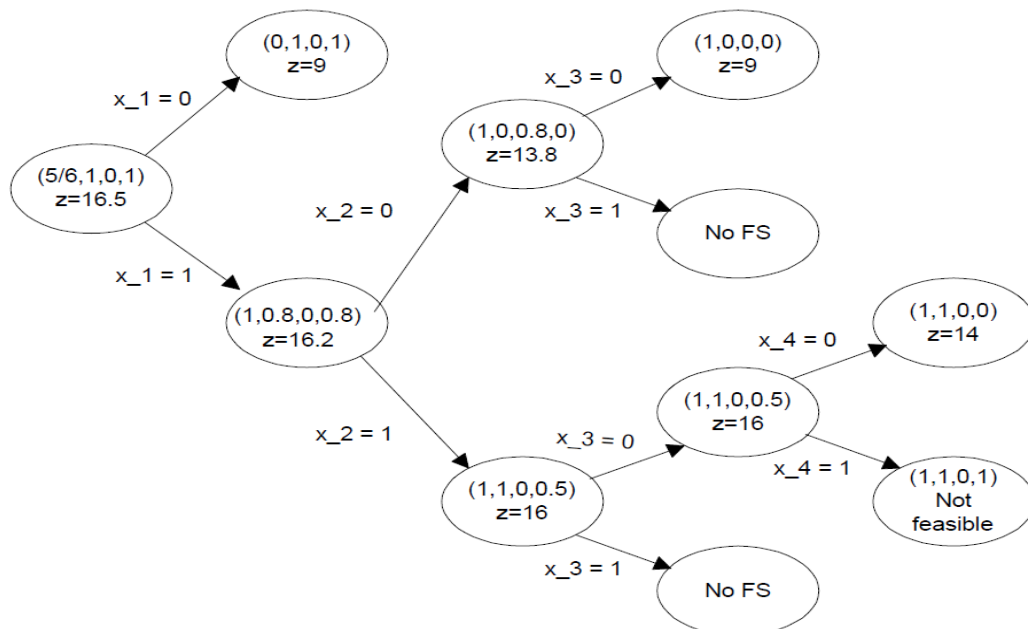 (0,1,0,1)
z=9
x_1 = 0
(5/6,1,0,1)
z=16.5
x_1 = 1
(1,0.8,0,0.8)
z=16.2
x_2 = 0
(1,0,0.8,0)
z=13.8
x_3 = 0
(1,0,0,0)
z=9
x_3 = 1
No FS
x_2 = 1
(1,1,0,0.5)
z=16
x_3 = 0
(1,1,0,0.5)
z=16
x_4 = 0
(1,1,0,0)
z=14
x_4 = 1
(1,1,0,1)
Not
feasible
x_3 = 1
No FS